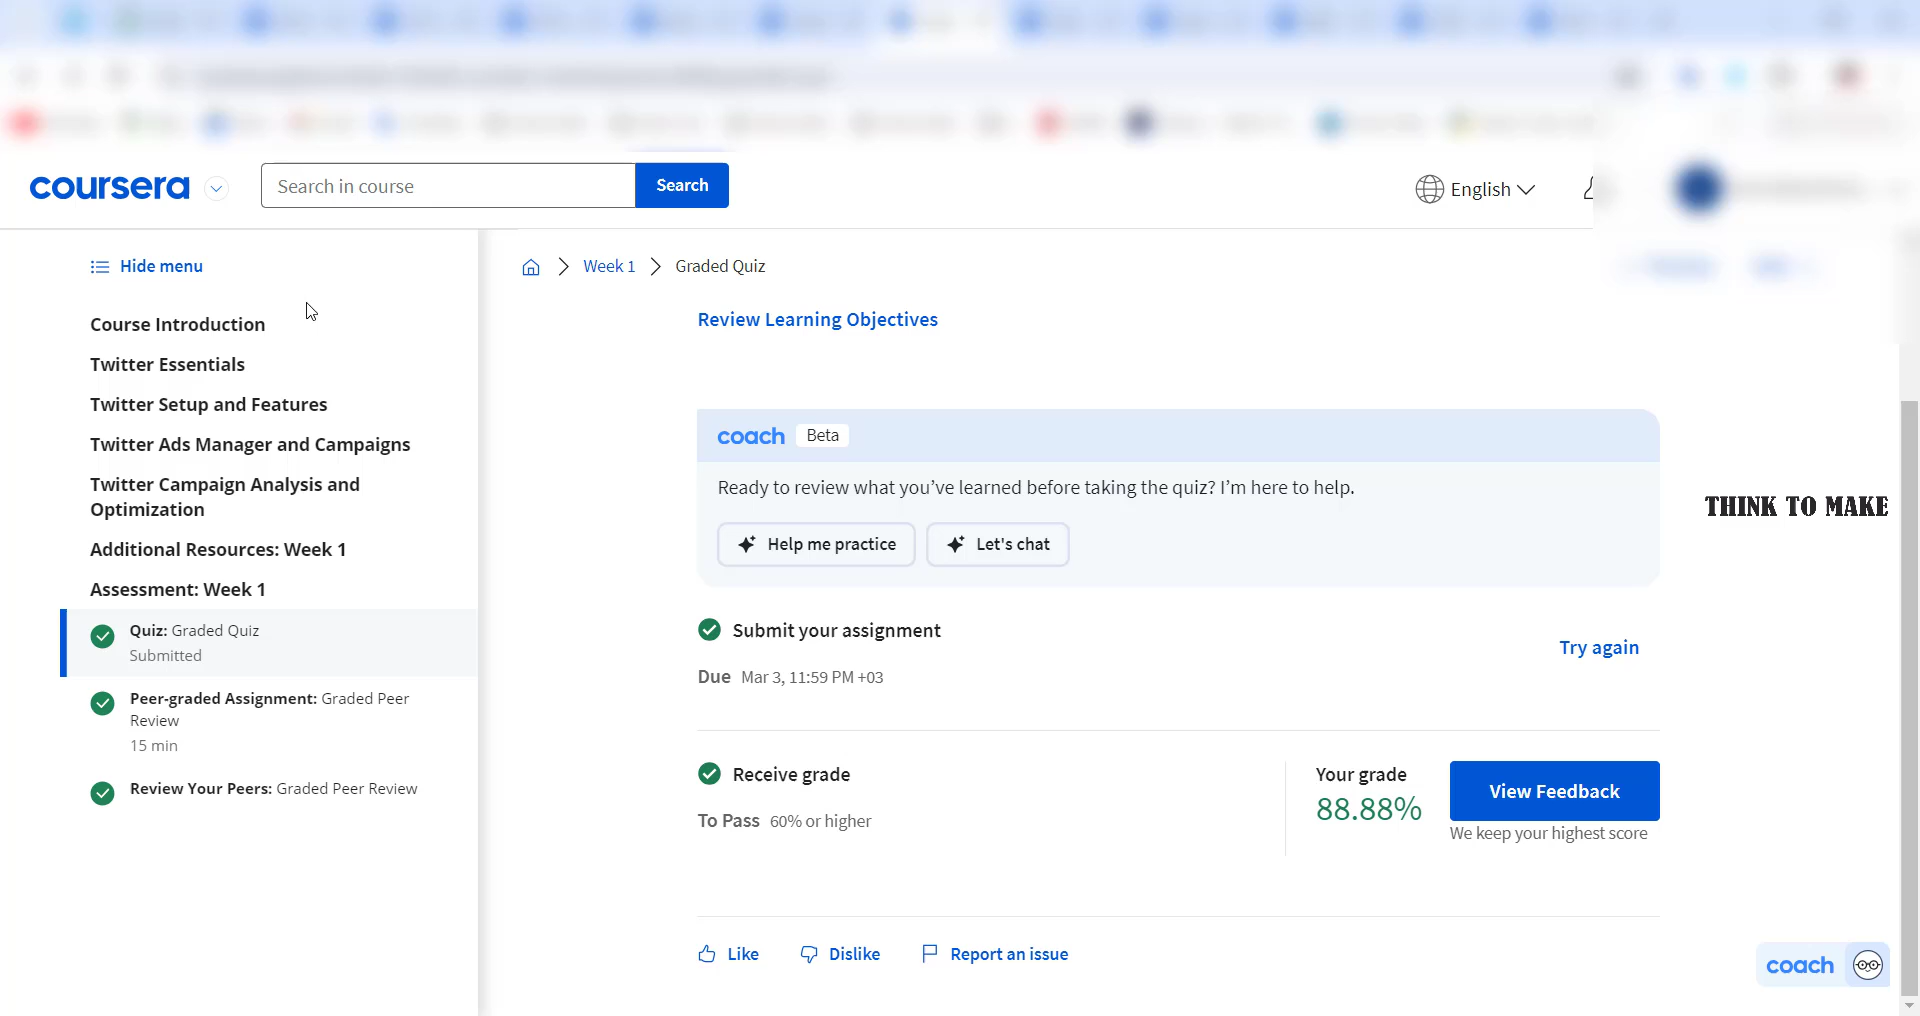 coursera
Search in course
Search
English
Hide menu
Course Introduction
Twitter Essentials
Twitter Setup and Features
Twitter Ads Manager and Campaigns
Twitter Campaign Analysis and
Optimization
Additional Resources: Week 1
Assessment: Week 1
Quiz: Graded Quiz
Submitted
Peer-graded Assignment: Graded Peer
Review
15 min
Review Your Peers: Graded Peer Review
Week 1
Graded Quiz
Review Learning Objectives
coach
Beta
Ready to review what you’ve learned before taking the quiz? I’m here to help.
Help me practice
Let's chat
THINK TO MAKE
Submit your assignment
Try again
Due Mar 3, 11:59 PM +03
Receive grade
Your grade
88.88%
View Feedback
To Pass 60% or higher
We keep your highest score
Like
Dislike
Report an issue
coach